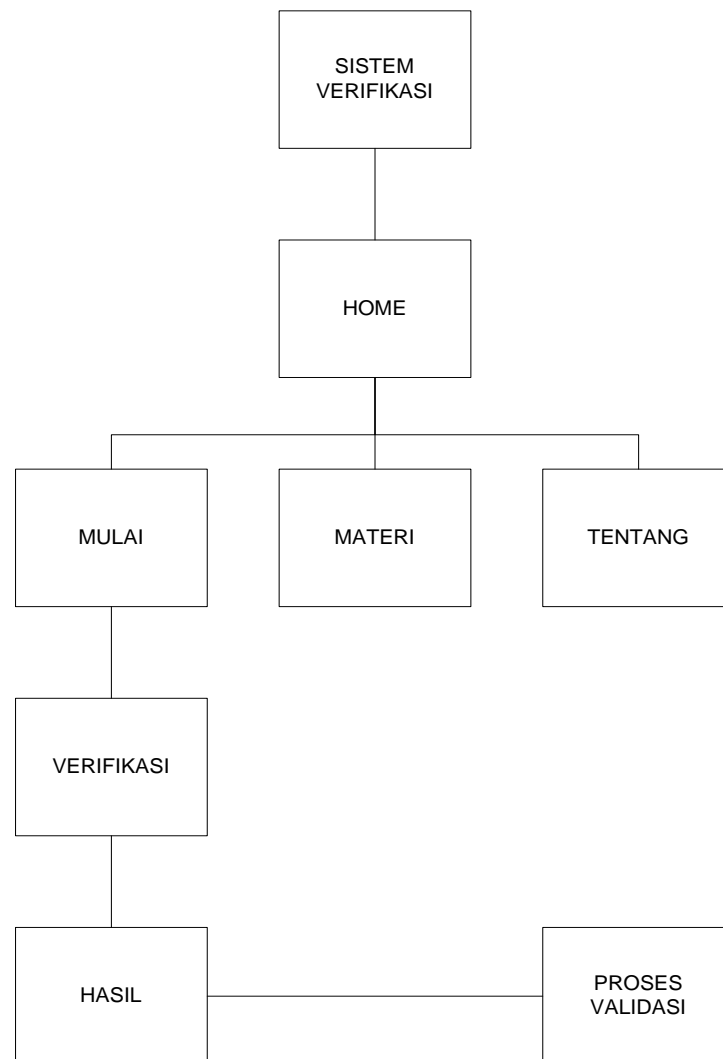 SISTEM
VERIFIKASI
HOME
MULAI
MATERI
TENTANG
VERIFIKASI
HASIL
PROSES
VALIDASI